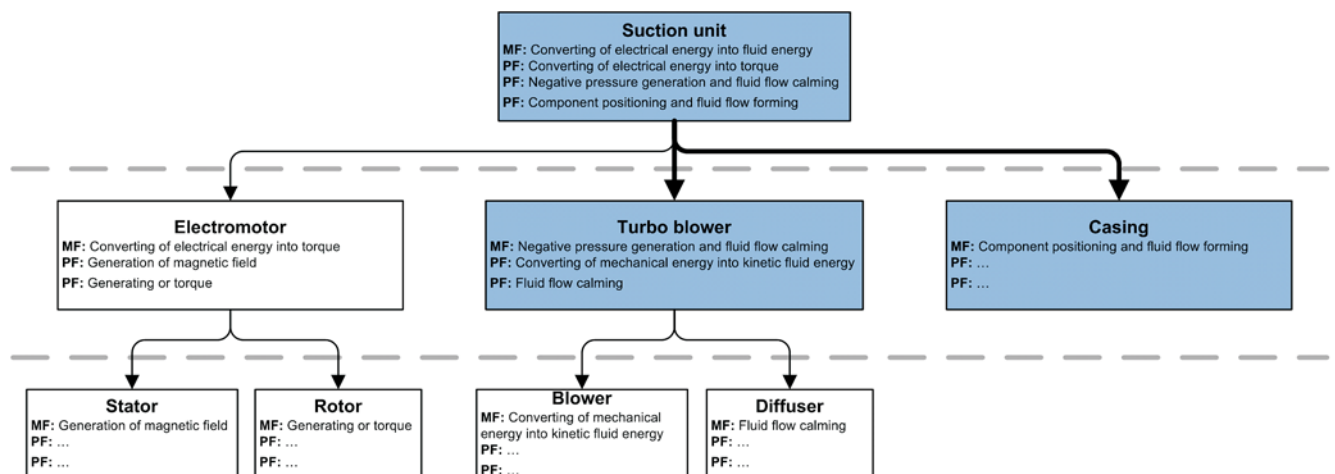 Suction unit
MF: Converting of electrical energy into fluid energy
PF: Converting of electrical energy into torque
PF: Negative pressure generation and fluid flow calming
PF: Component positioning and fluid flow forming
Electromotor
MF: Converting of electrical energy into torque
PF: Generation of magnetic field
PF: Generating or torque
Turbo blower
MF: Negative pressure generation and fluid flow calming
PF: Converting of mechanical energy into kinetic fluid energy
PF: Fluid flow calming
Casing
MF: Component positioning and fluid flow forming
PF: ...
PF: ...
Stator
MF: Generation of magnetic field
PF: ...
PF: ...
Rotor
MF: Generating or torque
PF: ...
PF: ...
Blower
MF: Converting of mechanical
energy into kinetic fluid energy
PF: ...
PF: ...
Diffuser
MF: Fluid flow calming
PF: ...
PF: ...